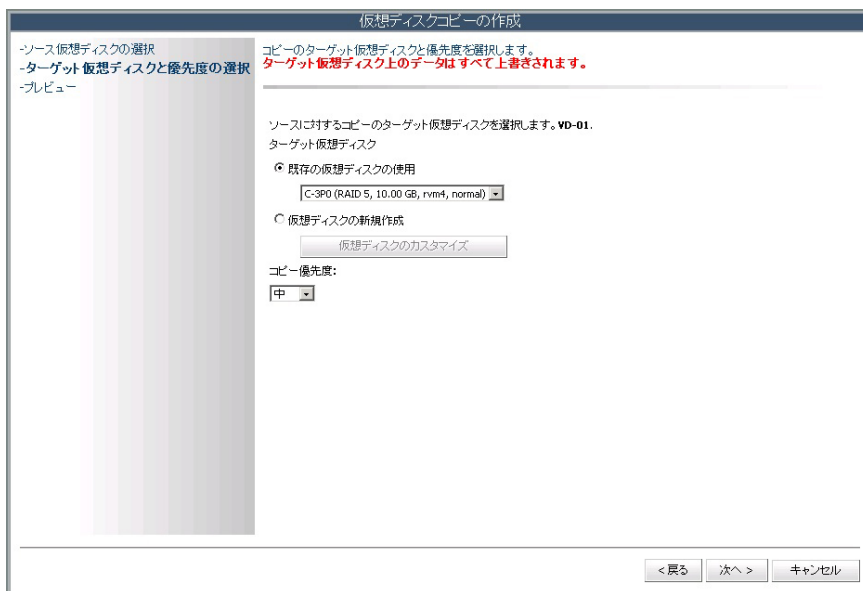 仮想ディスクコピーの作成
-ソース仮想ディスクの選択
-ターゲット仮想ディスクと優先度の選択
-プレビュー
コピーのターゲット仮想ディスクと優先度を選択します。
ターゲット仮想ディスク上のデータはすべて上書きされます。
ソースに対するコピーのターゲット仮想ディスクを選択します。VD-01.
ターゲット仮想ディスク
既存の仮想ディスクの使用
C-3P0 (RAID 5, 10.00 GB, rvm4, normal)
仮想ディスクの新規作成
仮想ディスクのカスタマイズ
コピー優先度:
中
<戻る
次へ >
キャンセル